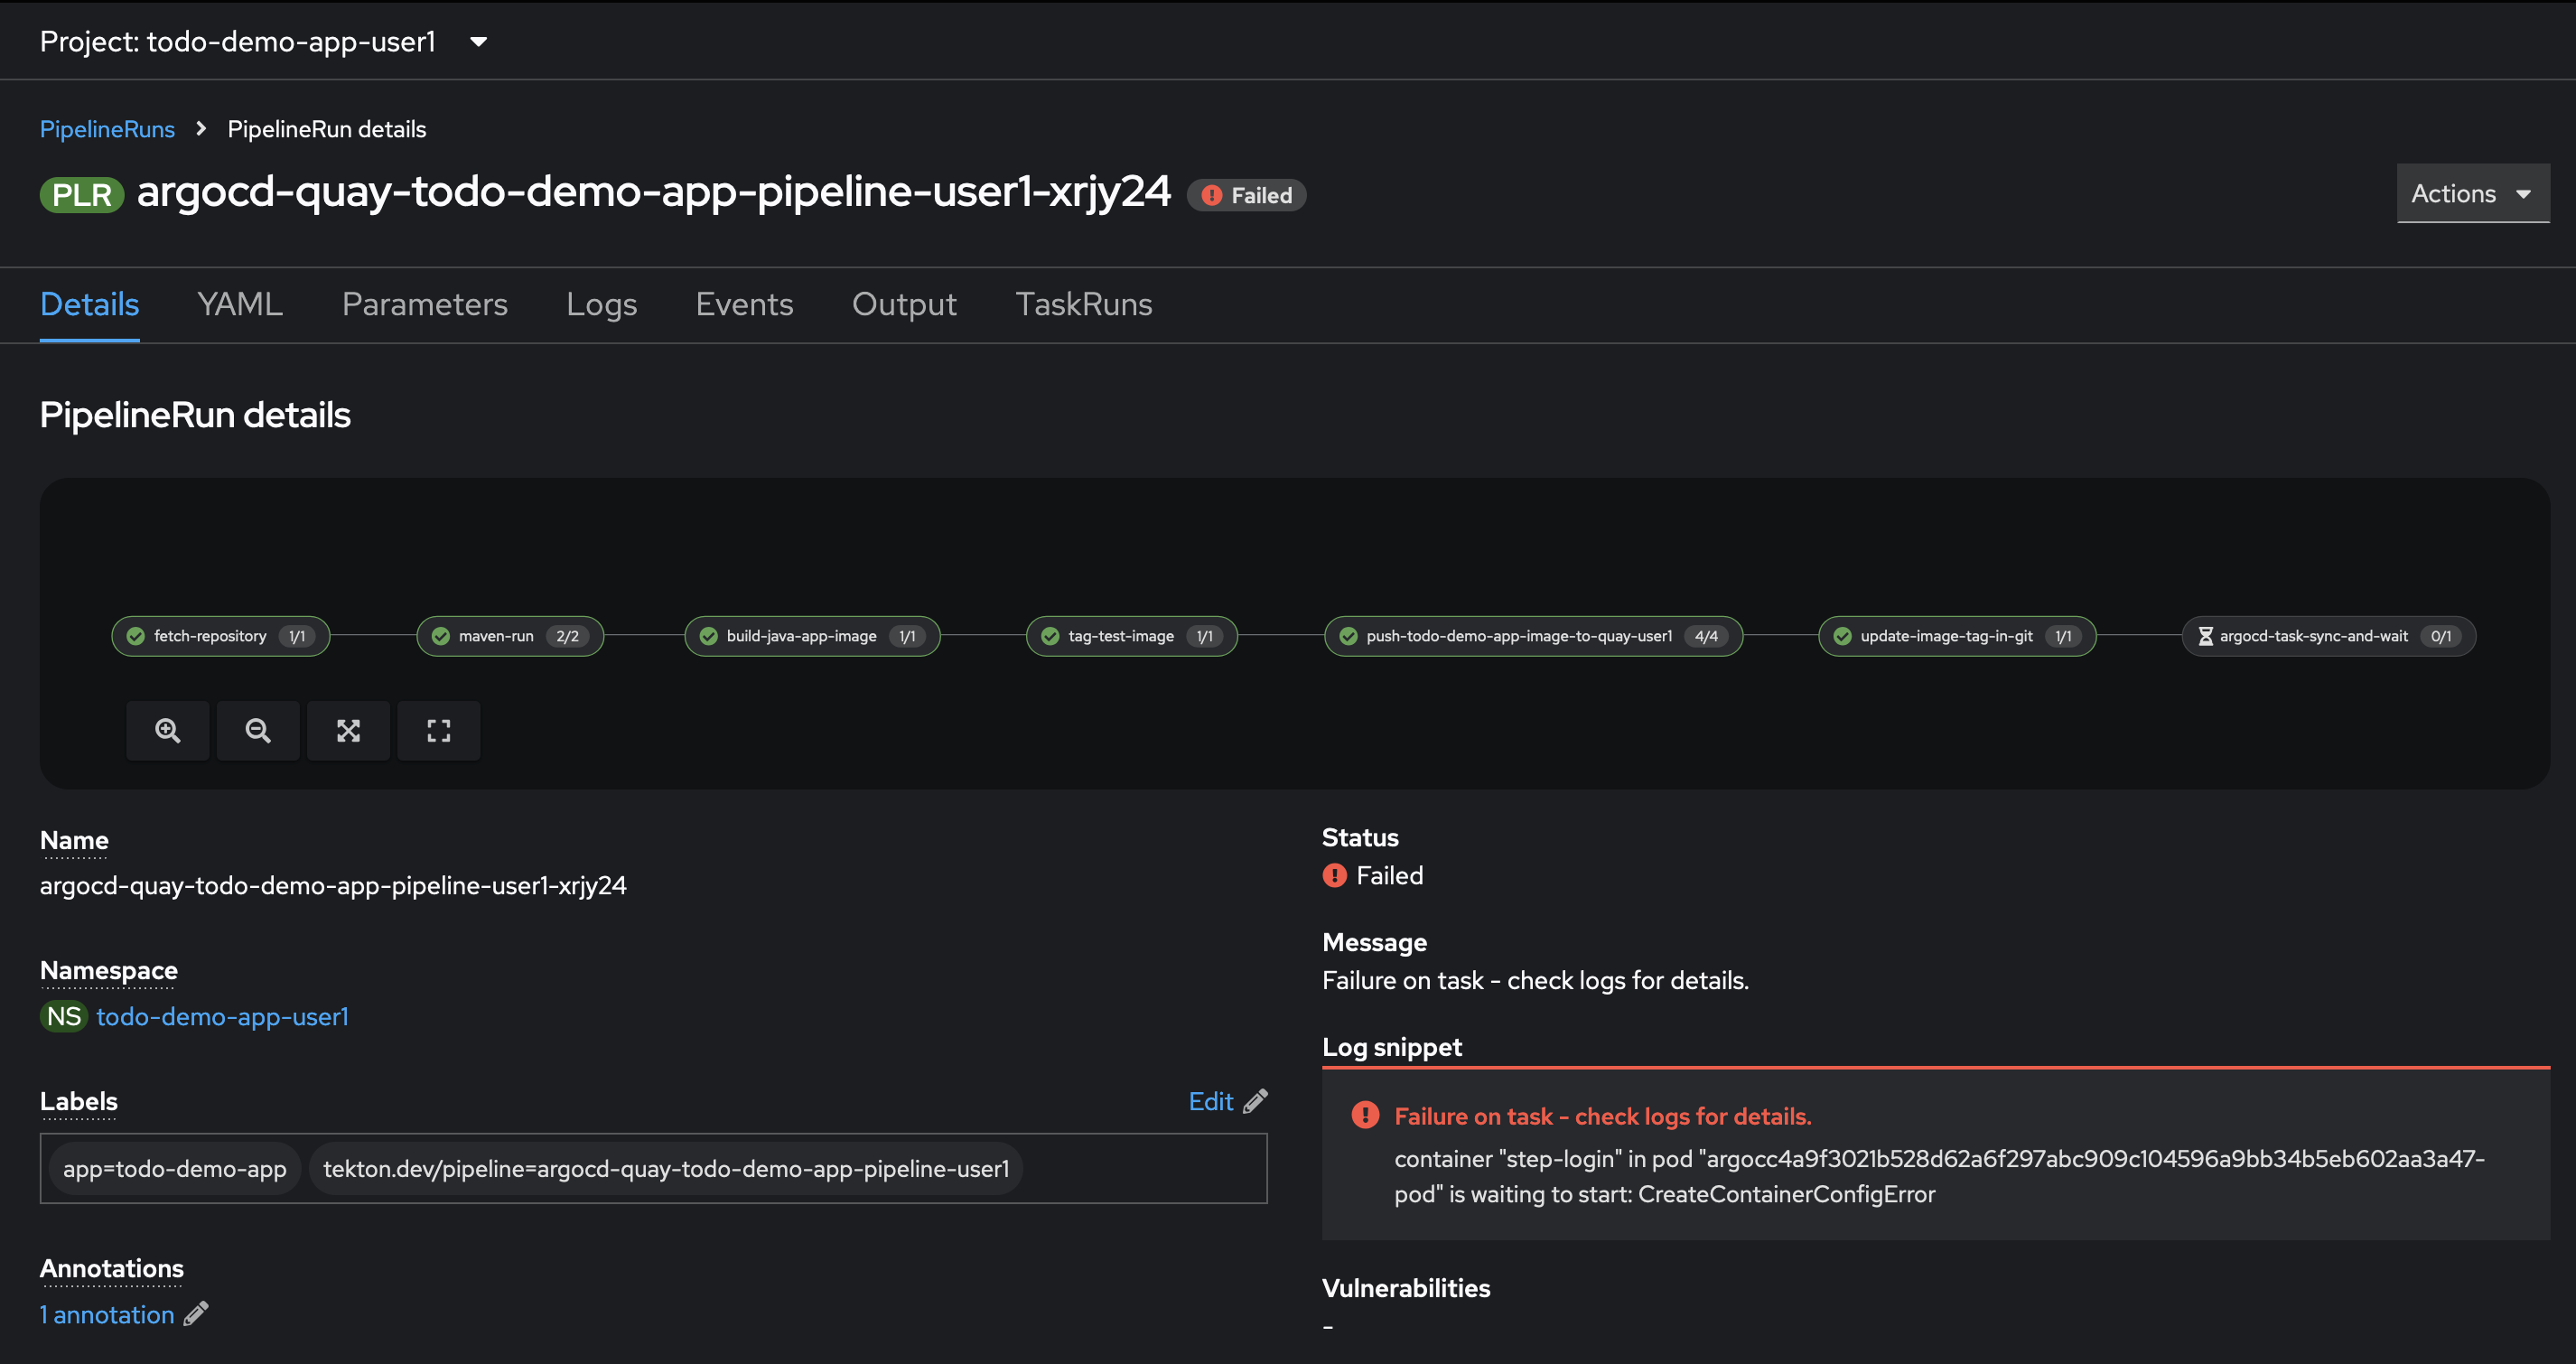 Project: todo-demo-app-user1
PipelineRuns > PipelineRun details
PLR argocd-quay-todo-demo-app-pipeline-user1-xrjy24 Failed
Actions
Details YAML Parameters Logs Events Output TaskRuns
PipelineRun details
fetch-repository 1/1 maven-run 2/2 build-java-app-image 1/1 tag-test-image 1/1 push-todo-demo-app-image-to-quay-user1 4/4 update-image-tag-in-git 1/1 argocd-task-sync-and-wait 0/1
Name
argocd-quay-todo-demo-app-pipeline-user1-xrjy24
Namespace
NS todo-demo-app-user1
Labels
Edit
app=todo-demo-app tekton.dev/pipeline=argocd-quay-todo-demo-app-pipeline-user1
Annotations
1 annotation
Status
Failed
Message
Failure on task - check logs for details.
Log snippet
Failure on task - check logs for details.
container "step-login" in pod "argocc4a9f3021b528d62a6f297abc909c104596a9bb34b5eb602aa3a47-
pod" is waiting to start: CreateContainerConfigError
Vulnerabilities
-